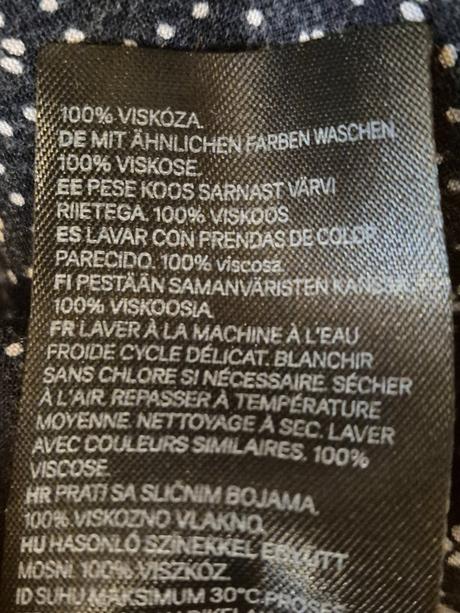 100% VISKÓZA.
DE MIT ÄHNLICHEN FARBEN WASCHEN.
100% VISKOSE.
EE PESE KOOS SARNAST VÄRVI
RIIETEGA. 100% VISKOOS
ES LAVAR CON PRENDAS DE COLOR
PARECIDO. 100% viscosa.
FI PESTÄÄN SAMANVÄRISTEN
100% VISKOOSIA.
FR LAVER À LA MACHINE À L'EAU
FROIDE CYCLE DÉLICAT. BLANCHIR
SANS CHLORE SI NÉCESSAIRE. SÉCHER
À L'AIR. REPASSER À TEMPÉRATURE
MOYENNE. NETTOYAGE À SEC. LAVER
AVEC COULEURS SIMILAIRES. 100%
VISCOSE.
HR PRATI SA SLIČNIM BOJAMA.
100% VISKOZNO VLAKNO.
HU HASONLÓ SZÍNEKKEL EGYÜTT
MOSNI. 100% VISZKÓZ.
ID SUHU MAKSIMUM 30°C.